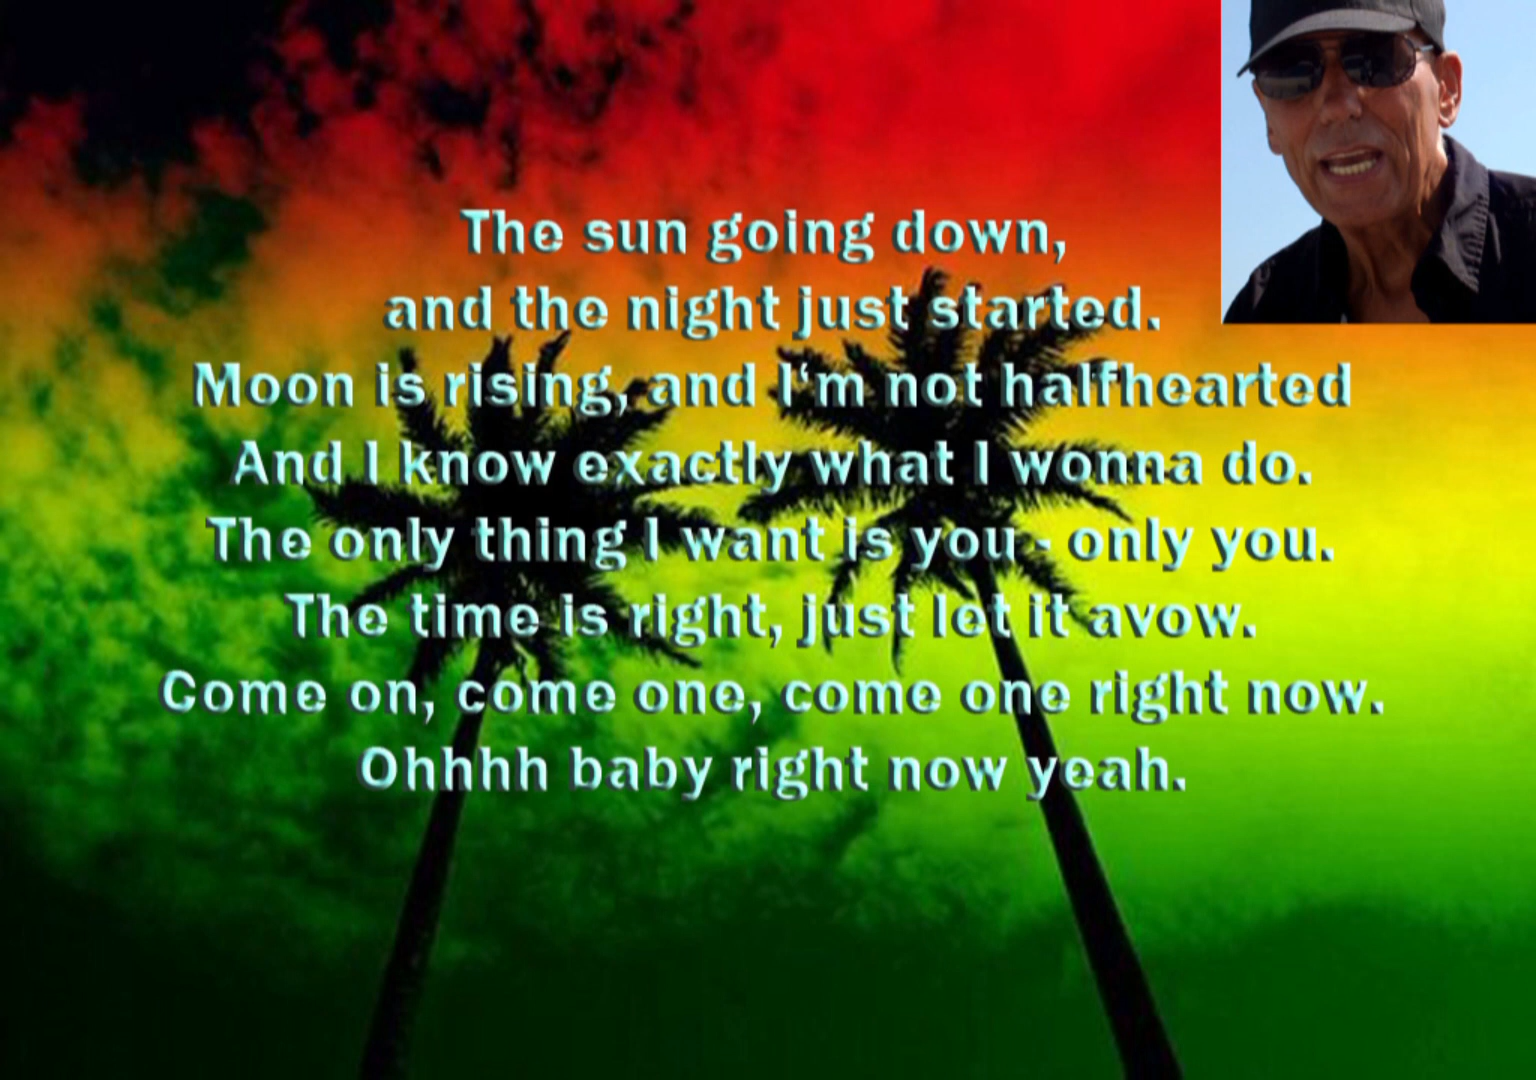 The sun going down,
and the night just started.
Moon is rising, and I‘m not halfhearted
And I know exactly what I wonna do.
The only thing I want is you - only you.
The time is right, just let it avow.
Come on, come one, come one right now.
Ohhhh baby right now yeah.